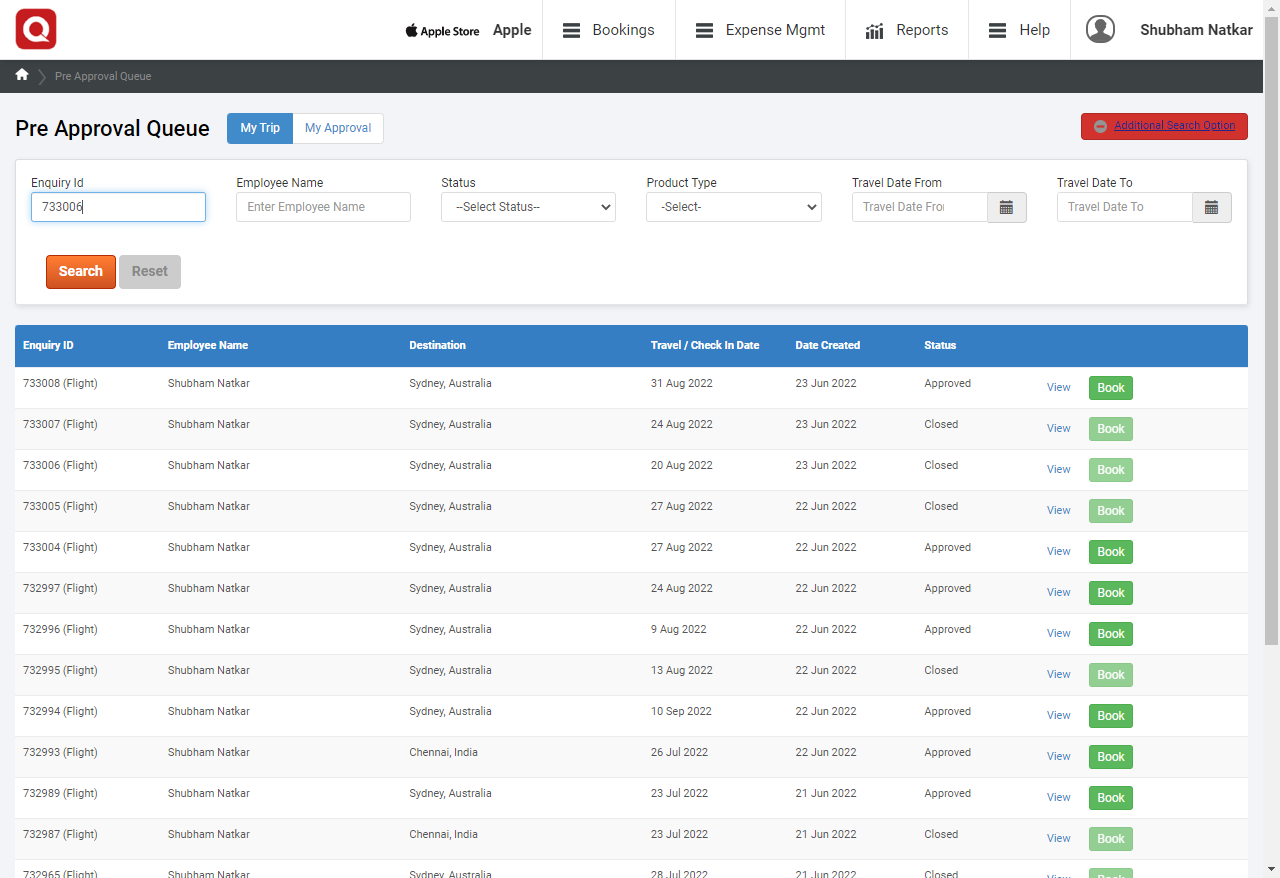 Apple Store Apple Bookings Expense Mgmt Reports Help Shubham Natkar
Pre Approval Queue
Pre Approval Queue My Trip My Approval Additional Search Option
Enquiry Id Employee Name Status Product Type Travel Date From Travel Date To
733006 Enter Employee Name --Select Status-- -Select- Travel Date From Travel Date To
Search Reset
Enquiry ID Employee Name Destination Travel / Check In Date Date Created Status
733008 (Flight) Shubham Natkar Sydney, Australia 31 Aug 2022 23 Jun 2022 Approved View Book
733007 (Flight) Shubham Natkar Sydney, Australia 24 Aug 2022 23 Jun 2022 Closed View Book
733006 (Flight) Shubham Natkar Sydney, Australia 20 Aug 2022 23 Jun 2022 Closed View Book
733005 (Flight) Shubham Natkar Sydney, Australia 27 Aug 2022 22 Jun 2022 Closed View Book
733004 (Flight) Shubham Natkar Sydney, Australia 27 Aug 2022 22 Jun 2022 Approved View Book
732997 (Flight) Shubham Natkar Sydney, Australia 24 Aug 2022 22 Jun 2022 Approved View Book
732996 (Flight) Shubham Natkar Sydney, Australia 9 Aug 2022 22 Jun 2022 Approved View Book
732995 (Flight) Shubham Natkar Sydney, Australia 13 Aug 2022 22 Jun 2022 Closed View Book
732994 (Flight) Shubham Natkar Sydney, Australia 10 Sep 2022 22 Jun 2022 Approved View Book
732993 (Flight) Shubham Natkar Chennai, India 26 Jul 2022 22 Jun 2022 Approved View Book
732989 (Flight) Shubham Natkar Sydney, Australia 23 Jul 2022 21 Jun 2022 Approved View Book
732987 (Flight) Shubham Natkar Chennai, India 23 Jul 2022 21 Jun 2022 Closed View Book
732965 (Flight) Shubham Natkar Sydney, Australia 28 Jul 2022 21 Jun 2022 Closed View Book